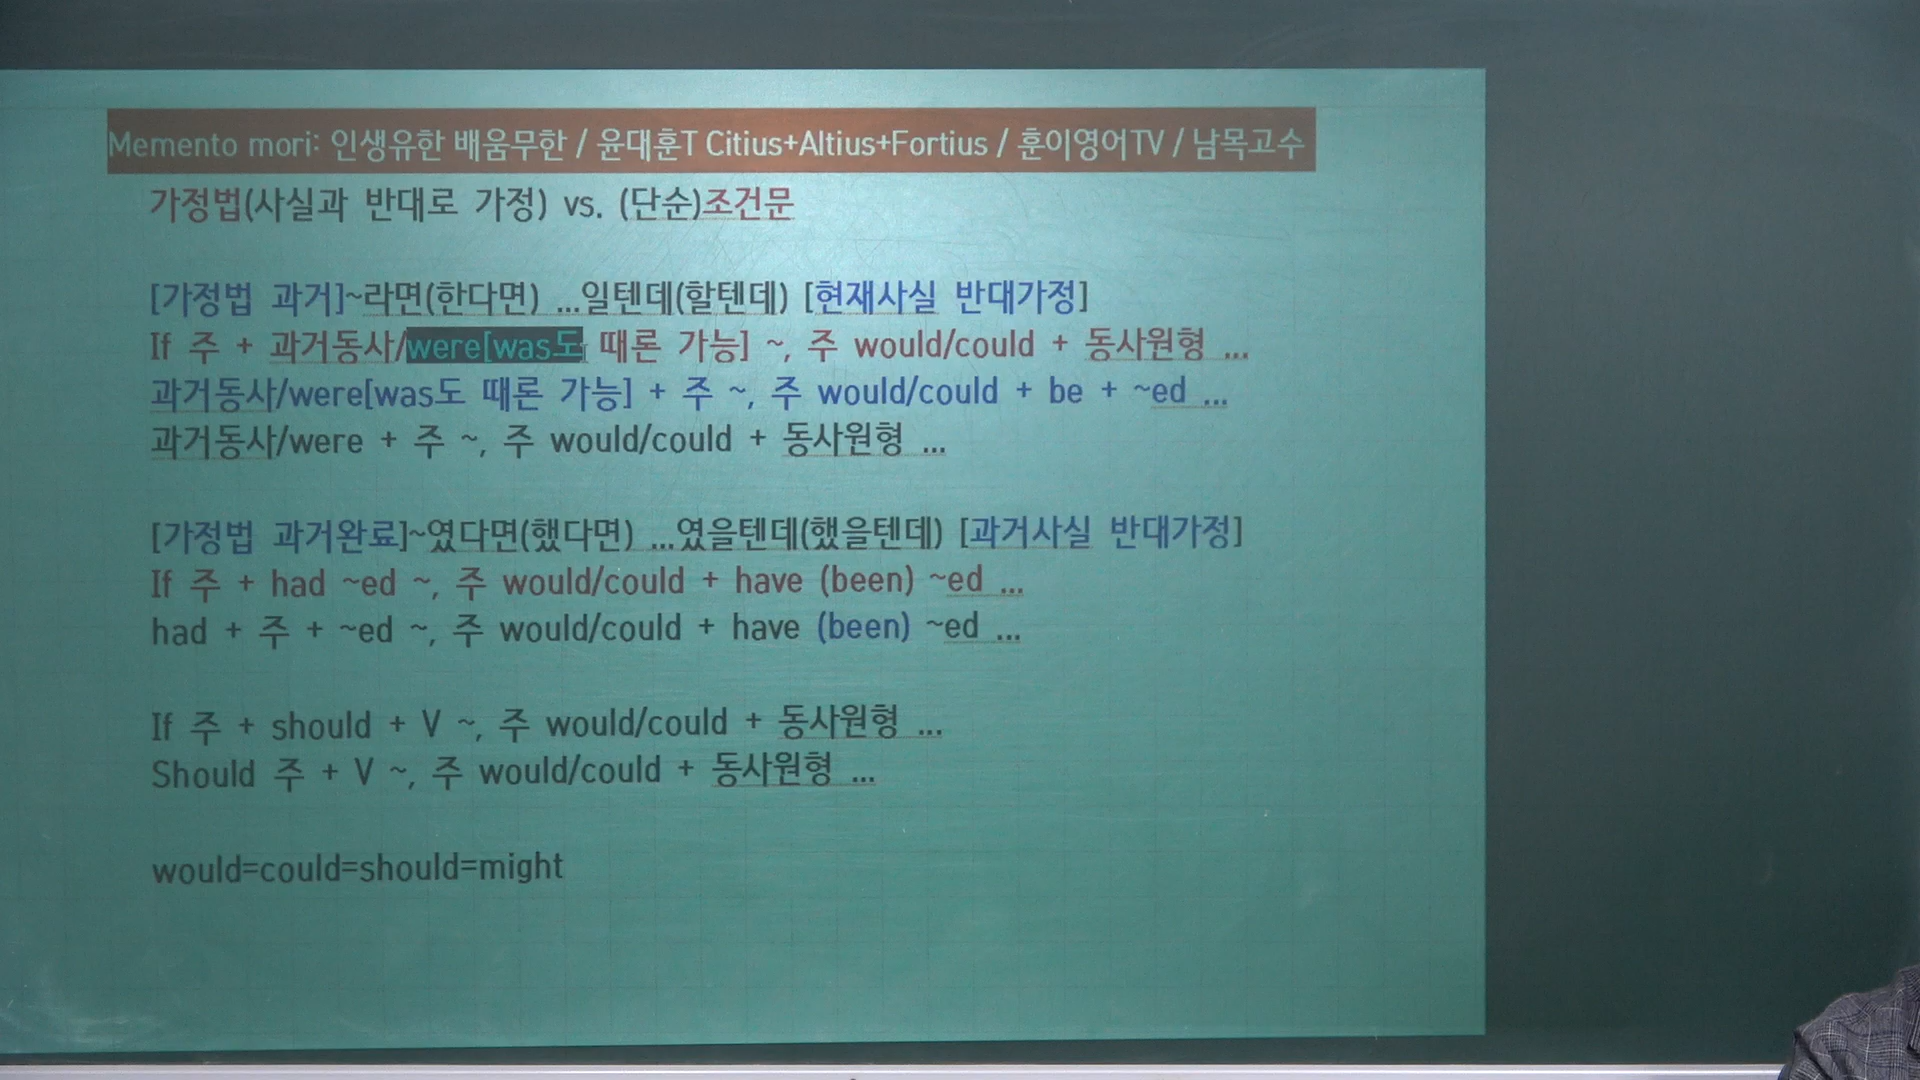 Memento mori: 인생유한 배움무한 / 윤대훈T Citius+Altius+Fortius / 훈이영어TV / 남목고수
가정법(사실과 반대로 가정) vs. (단순)조건문
[가정법 과거]~라면(한다면) ...일텐데(할텐데) [현재사실 반대가정]
If 주 + 과거동사/were[was도 때론 가능] ~, 주 would/could + 동사원형 ...
과거동사/were[was도 때론 가능] + 주 ~, 주 would/could + be + ~ed ...
과거동사/were + 주 ~, 주 would/could + 동사원형 ...
[가정법 과거완료]~였다면(했다면) ...였을텐데(했을텐데) [과거사실 반대가정]
If 주 + had ~ed ~, 주 would/could + have (been) ~ed ...
had + 주 + ~ed ~, 주 would/could + have (been) ~ed ...
If 주 + should + V ~, 주 would/could + 동사원형 ...
Should 주 + V ~, 주 would/could + 동사원형 ...
would=could=should=might